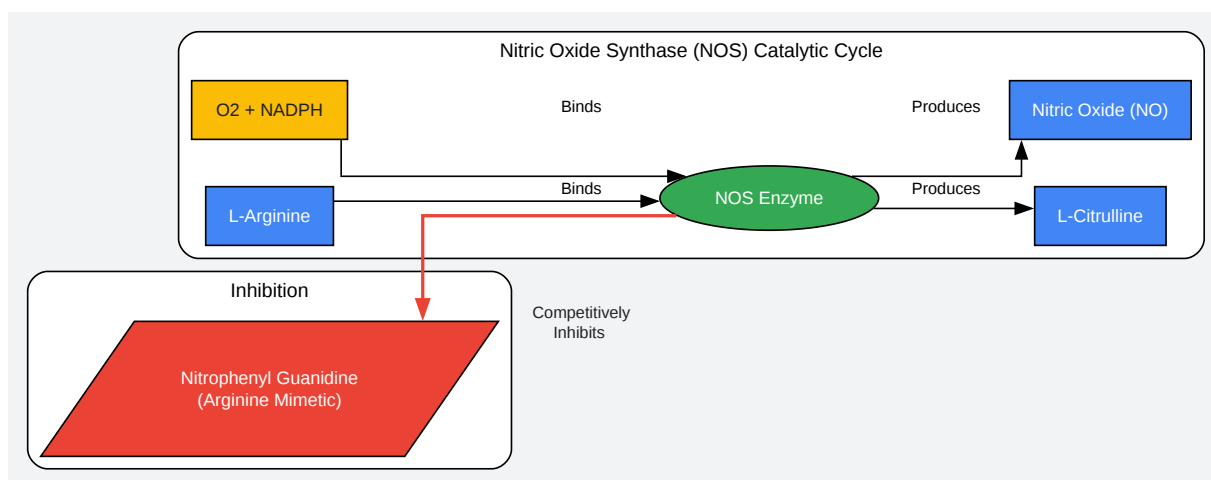 Nitric Oxide Synthase (NOS) Catalytic Cycle
O2 + NADPH
Binds
Produces
Nitric Oxide (NO)
L-Arginine
Binds
NOS Enzyme
Produces
L-Citrulline
Inhibition
Competitively
Inhibits
Nitrophenyl Guanidine
(Arginine Mimetic)